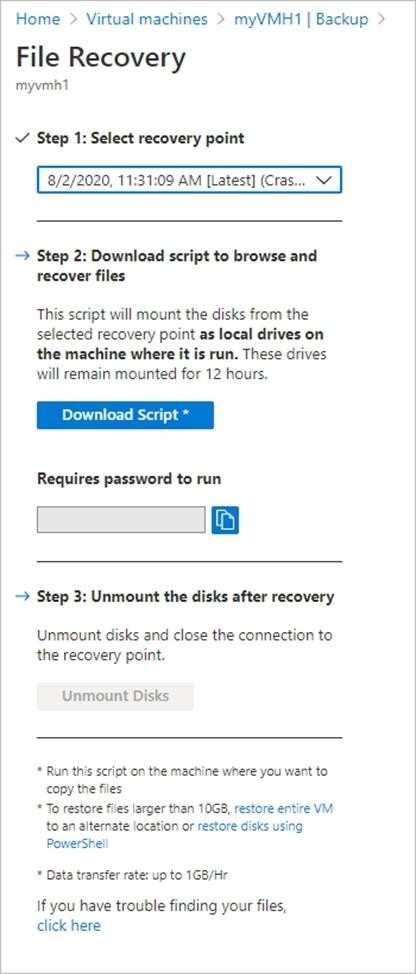 Home > Virtual machines > myVMH1 | Backup >
File Recovery
myvmh1
Step 1: Select recovery point
8/2/2020, 11:31:09 AM [Latest] (Cras...
Step 2: Download script to browse and
recover files
This script will mount the disks from the
selected recovery point as local drives on
the machine where it is run. These drives
will remain mounted for 12 hours.
Download Script *
Requires password to run
Step 3: Unmount the disks after recovery
Unmount disks and close the connection to
the recovery point.
Unmount Disks
* Run this script on the machine where you want to
copy the files
* To restore files larger than 10GB, restore entire VM
to an alternate location or restore disks using
PowerShell
* Data transfer rate: up to 1GB/Hr
If you have trouble finding your files,
click here